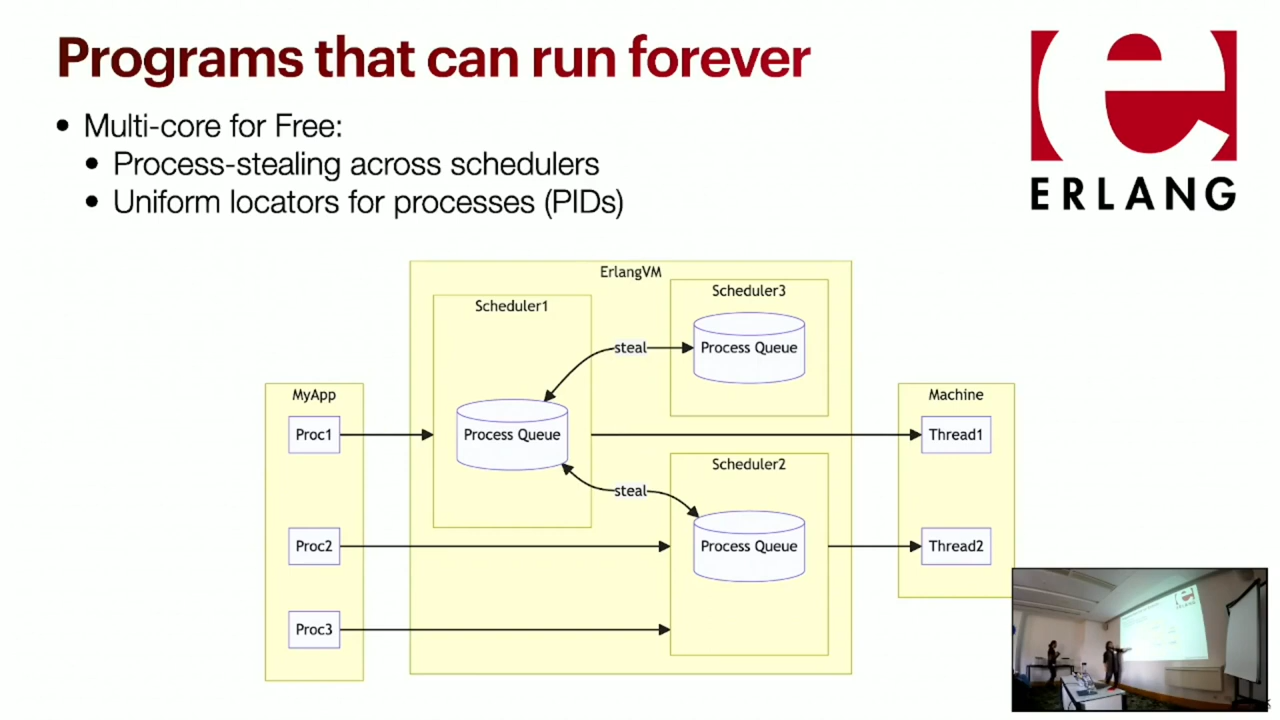 Programs that can run forever
• Multi-core for Free:
• Process-stealing across schedulers
• Uniform locators for processes (PIDs)
ERLANG
ErlangVM
Scheduler1
Scheduler3
steal
Process Queue
MyApp
Machine
Proc1
Process Queue
Thread1
Scheduler2
steal
Proc2
Process Queue
Thread2
Proc3